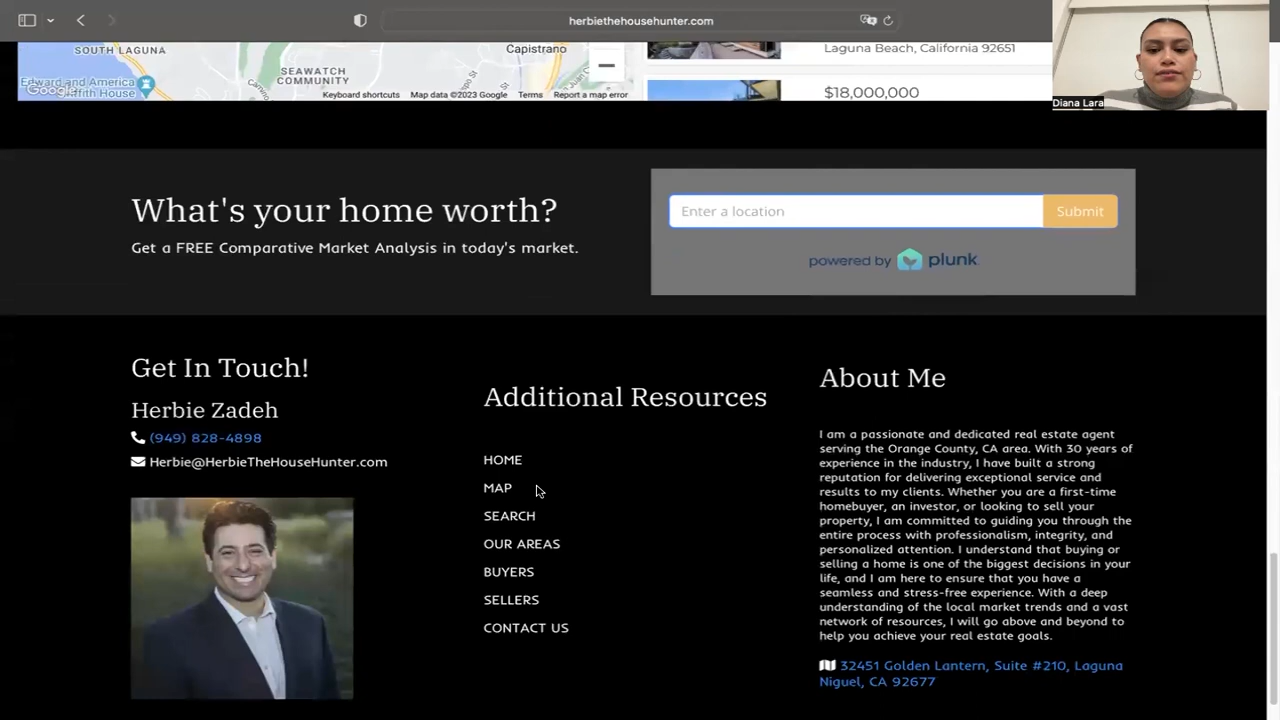 herbiethehousehunter.com
SOUTH LAGUNA
Capistrano
SEAWATCH
COMMUNITY
Edward and America
Griffith House
Google
Keyboard shortcuts
Map data ©2023 Google
Terms
Report a map error
Laguna Beach, California 92651
$18,000,000
Diana Lara
What's your home worth?
Get a FREE Comparative Market Analysis in today's market.
Enter a location
Submit
powered by plunk
Get In Touch!
Herbie Zadeh
(949) 828-4898
Herbie@HerbieTheHouseHunter.com
Additional Resources
HOME
MAP
SEARCH
OUR AREAS
BUYERS
SELLERS
CONTACT US
About Me
I am a passionate and dedicated real estate agent
serving the Orange County, CA area. With 30 years of
experience in the industry, I have built a strong
reputation for delivering exceptional service and
results to my clients. Whether you are a first-time
homebuyer, an investor, or looking to sell your
property, I am committed to guiding you through the
entire process with professionalism, integrity, and
personalized attention. I understand that buying or
selling a home is one of the biggest decisions in your
life, and I am here to ensure that you have a
seamless and stress-free experience. With a deep
understanding of the local market trends and a vast
network of resources, I will go above and beyond to
help you achieve your real estate goals.
32451 Golden Lantern, Suite #210, Laguna
Niguel, CA 92677